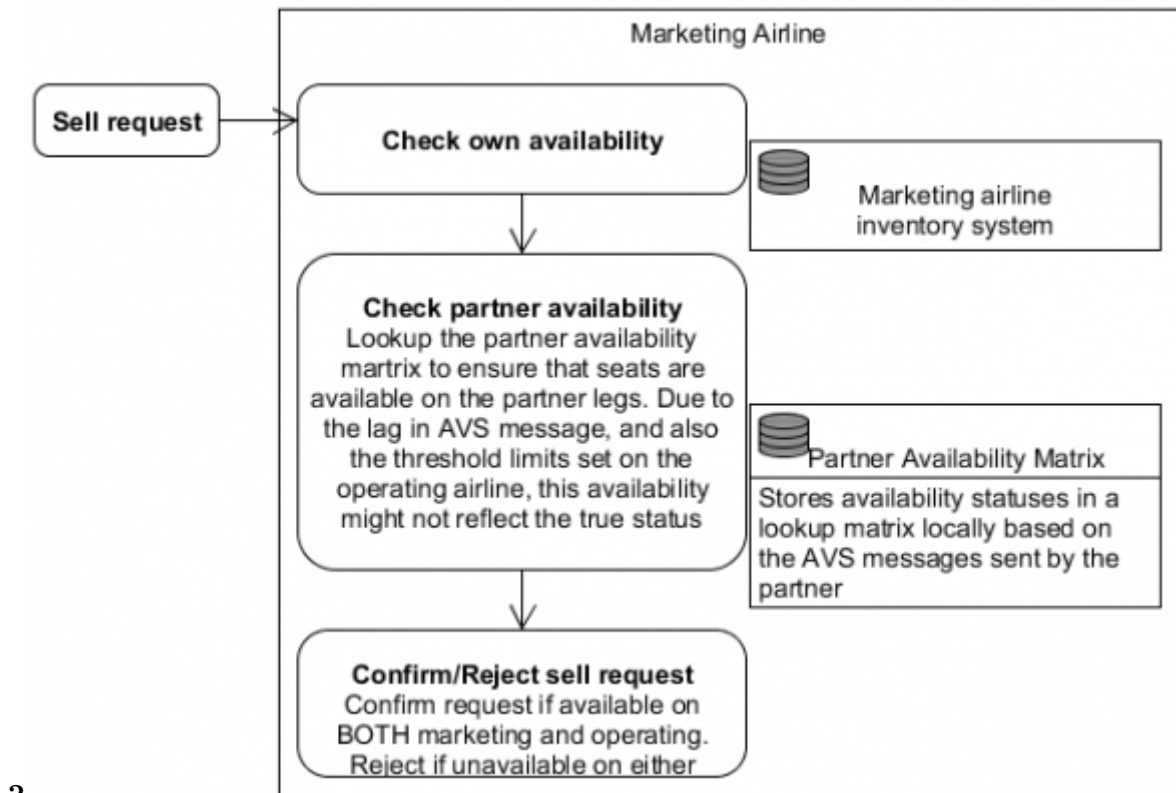 Marketing Airline
Sell request
Check own availability
Marketing airline
inventory system
Check partner availability
Lookup the partner availability
martrix to ensure that seats are
available on the partner legs. Due to
the lag in AVS message, and also
the threshold limits set on the
operating airline, this availability
might not reflect the true status
Partner Availability Matrix
Stores availability statuses in a
lookup matrix locally based on
the AVS messages sent by the
partner
Confirm/Reject sell request
Confirm request if available on
BOTH marketing and operating.
Reject if unavailable on either